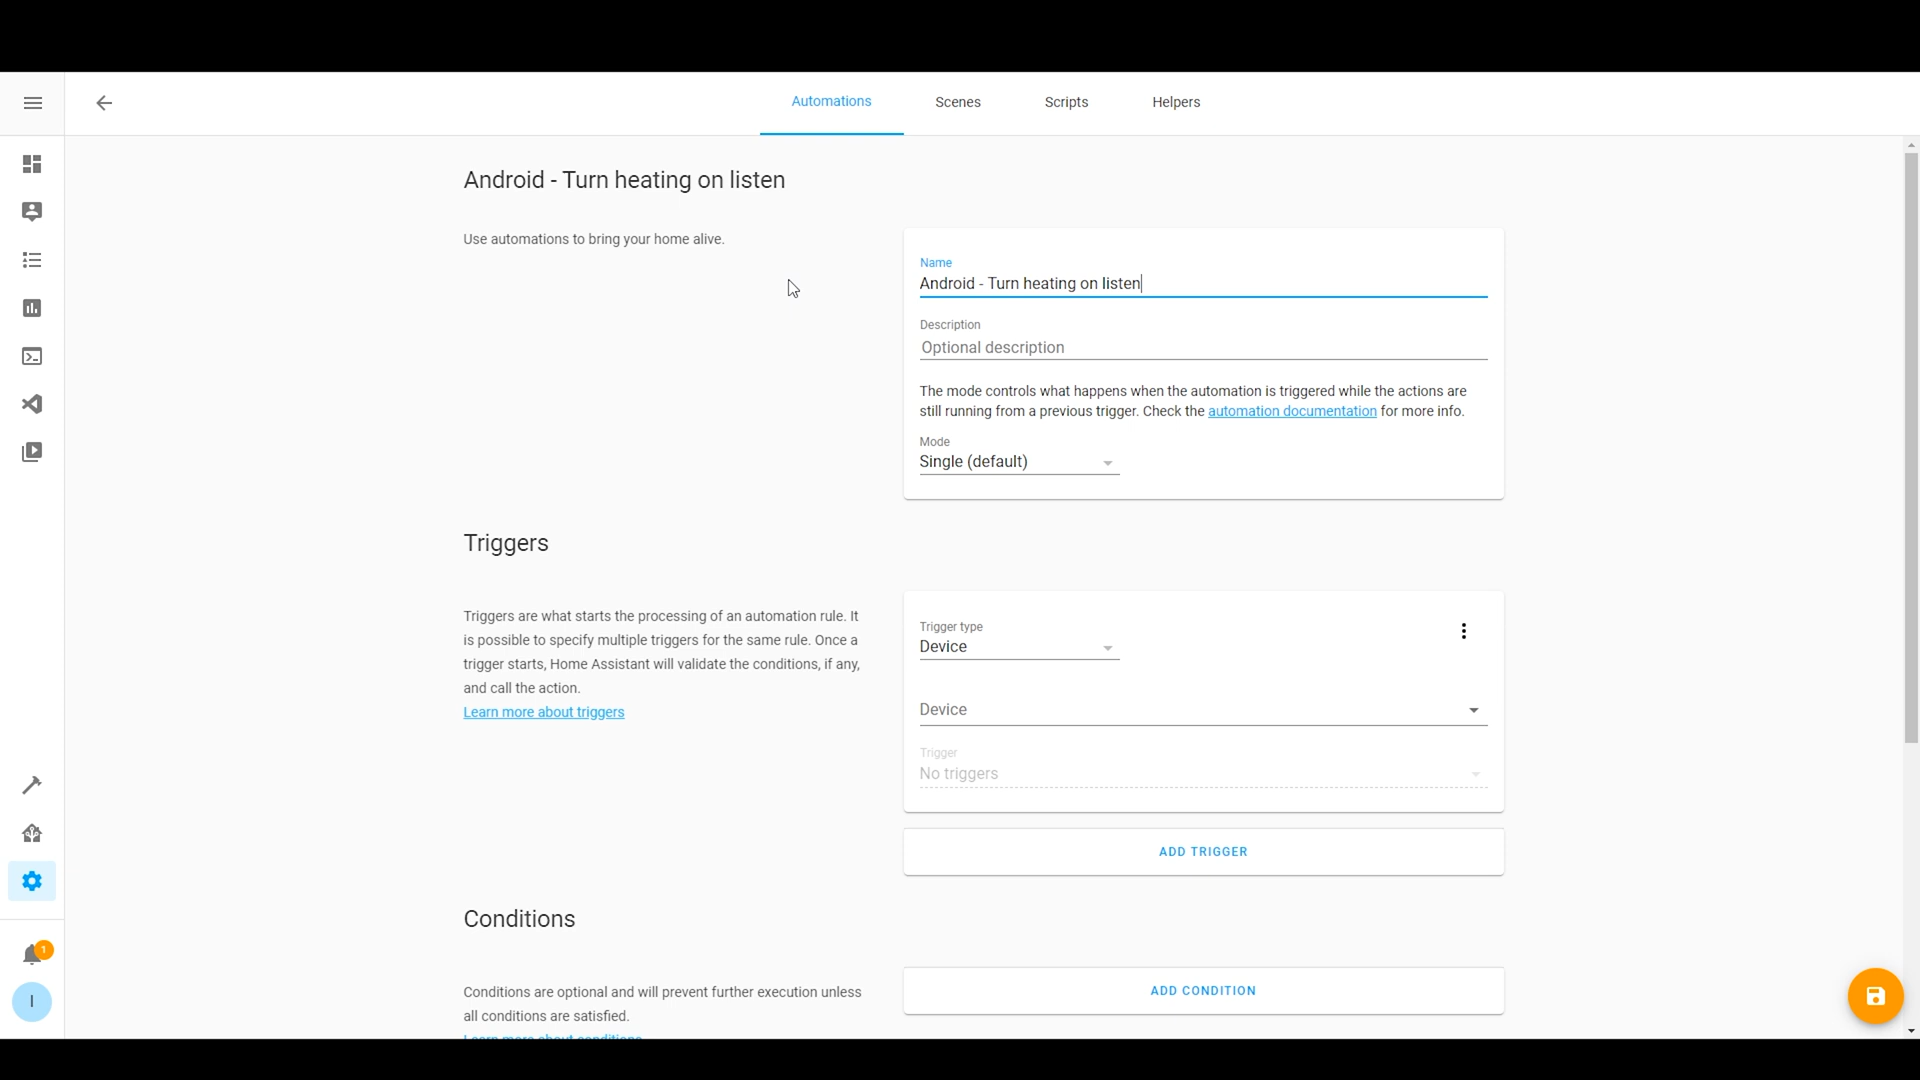 Automations
Scenes
Scripts
Helpers
Android - Turn heating on listen
Use automations to bring your home alive.
Name
Android - Turn heating on listen
Description
Optional description
The mode controls what happens when the automation is triggered while the actions are
still running from a previous trigger. Check the automation documentation for more info.
Mode
Single (default)
Triggers
Triggers are what starts the processing of an automation rule. It
is possible to specify multiple triggers for the same rule. Once a
trigger starts, Home Assistant will validate the conditions, if any,
and call the action.
Learn more about triggers
Trigger type
Device
Device
Trigger
No triggers
ADD TRIGGER
Conditions
Conditions are optional and will prevent further execution unless
all conditions are satisfied.
Learn more about conditions
ADD CONDITION
1
I